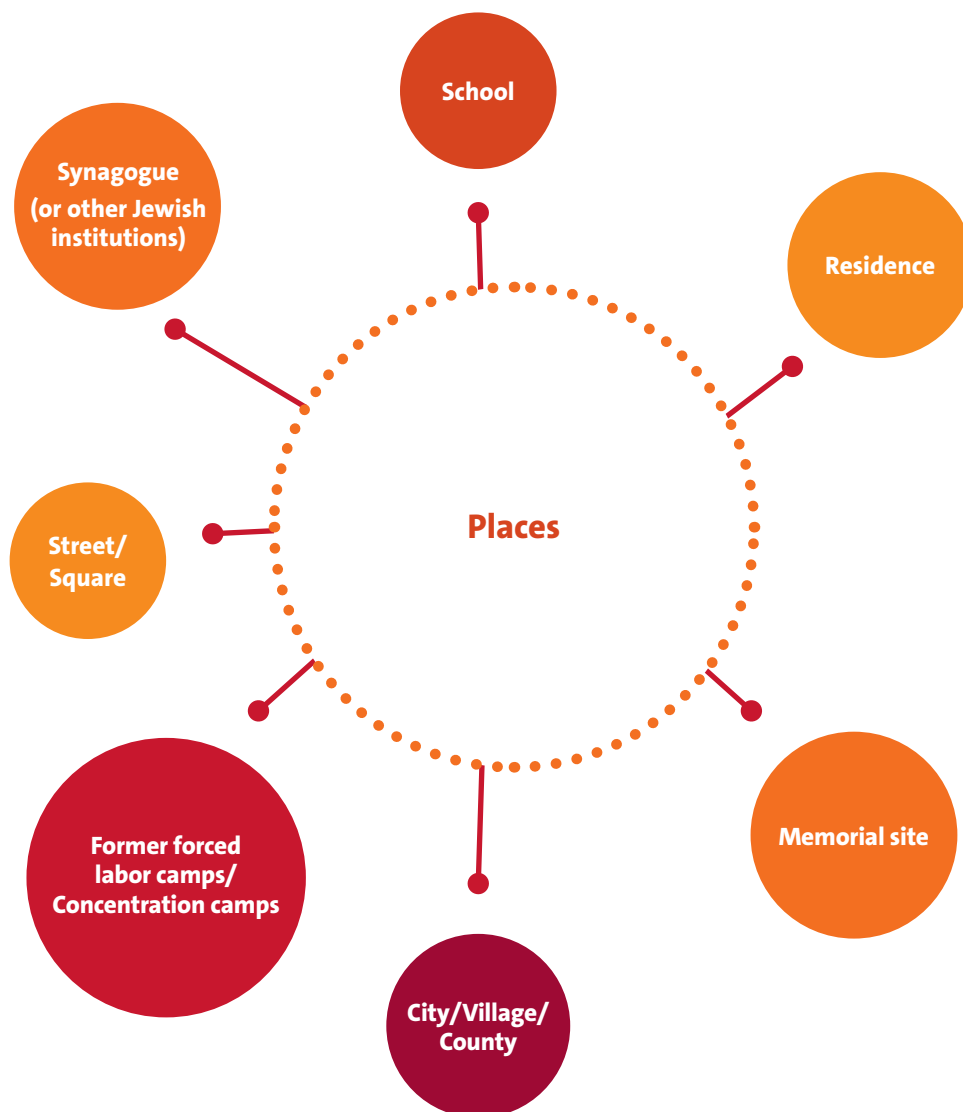 School
Synagogue
(or other Jewish
institutions)
Residence
Places
Street/
Square
Former forced
labor camps/
Concentration camps
Memorial site
City/Village/
County